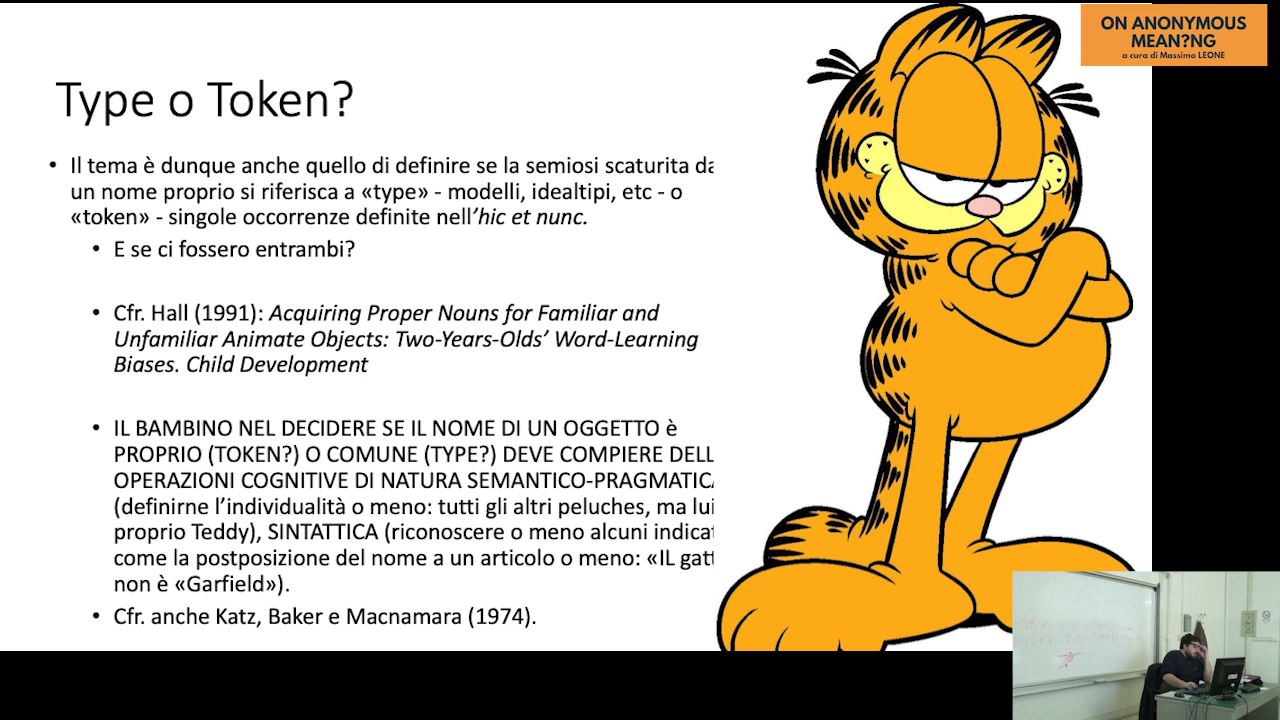 ON ANONYMOUS
MEAN?NG
a cura di Massimo LEONE
Type o Token?
• Il tema è dunque anche quello di definire se la semiosi scaturita da
un nome proprio si riferisca a «type» - modelli, idealtipi, etc - o
«token» - singole occorrenze definite nell’hic et nunc.
• E se ci fossero entrambi?
• Cfr. Hall (1991): Acquiring Proper Nouns for Familiar and
Unfamiliar Animate Objects: Two-Years-Olds’ Word-Learning
Biases. Child Development
• IL BAMBINO NEL DECIDERE SE IL NOME DI UN OGGETTO è
PROPRIO (TOKEN?) O COMUNE (TYPE?) DEVE COMPIERE DELL
OPERAZIONI COGNITIVE DI NATURA SEMANTICO-PRAGMATICA
(definirne l’individualità o meno: tutti gli altri peluches, ma lui
proprio Teddy), SINTATTICA (riconoscere o meno alcuni indicat
come la postposizione del nome a un articolo o meno: «IL gatt
non è «Garfield»).
• Cfr. anche Katz, Baker e Macnamara (1974).